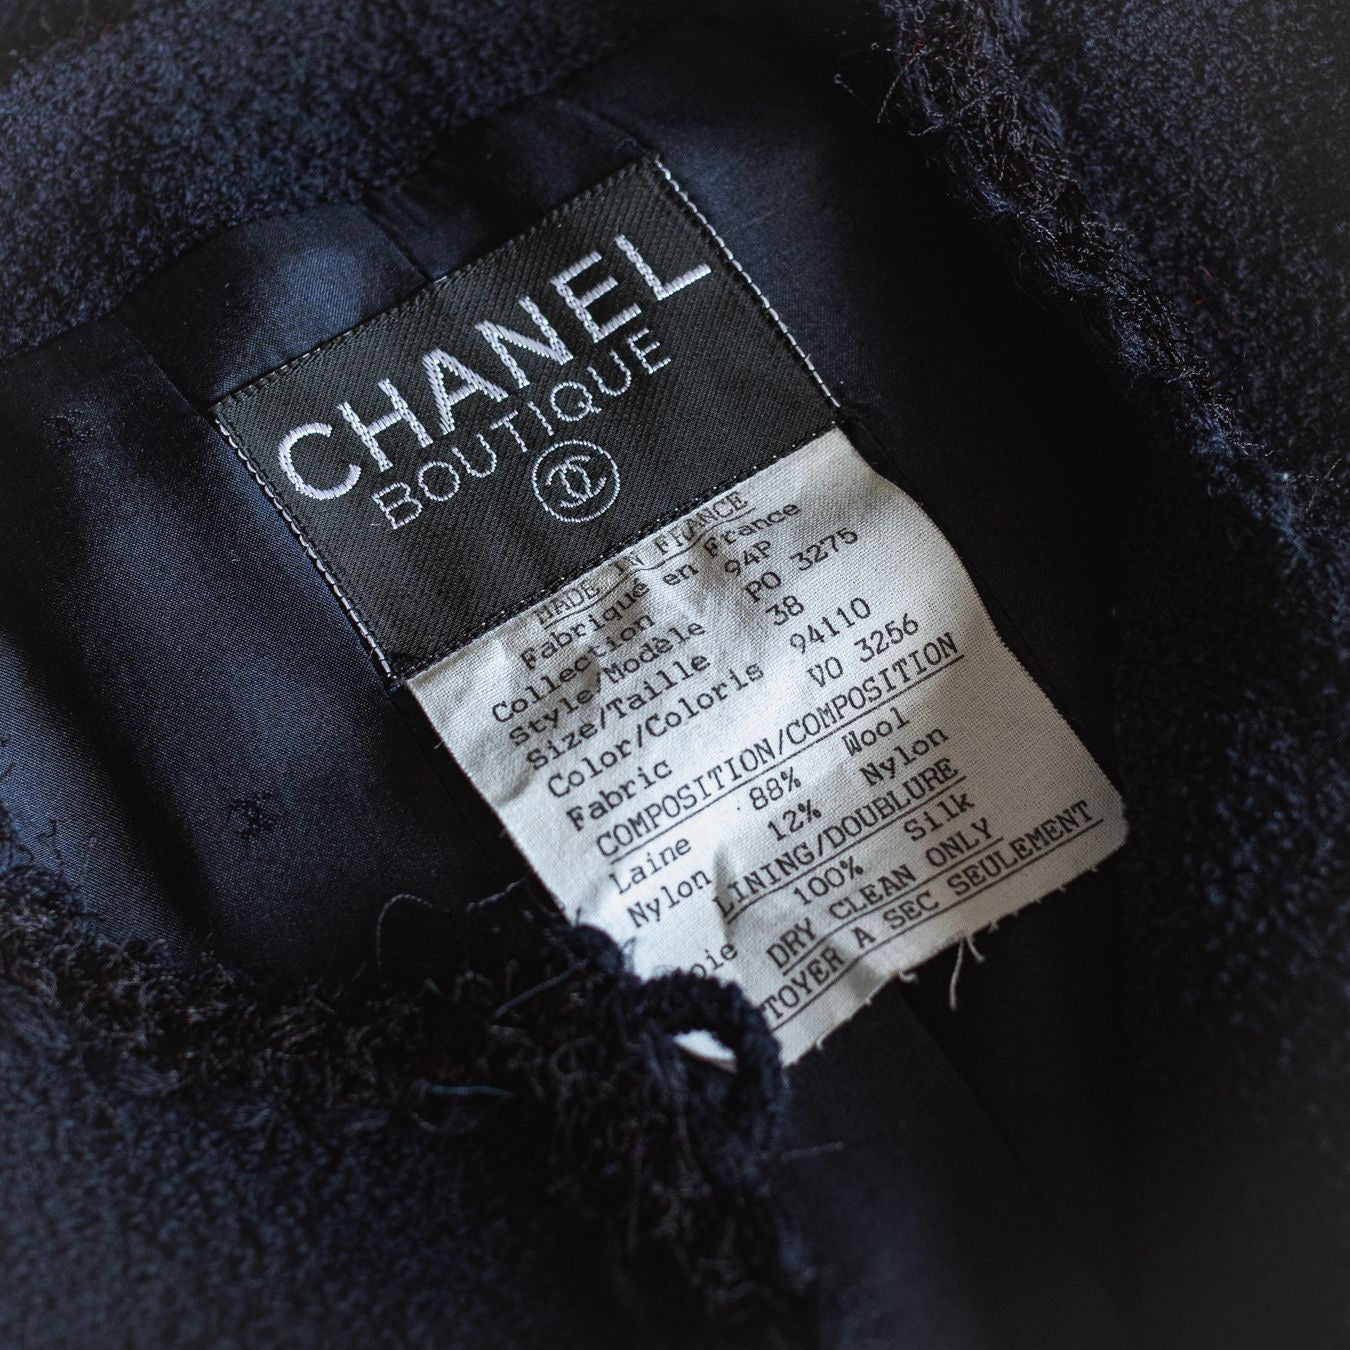 CHANEL
BOUTIQUE
MADE IN FRANCE
Fabriqué en France
Collection 94P
Style/Modèle PO 3275
Size/Taille 38
Color/Coloris 94110
Fabric VO 3256
COMPOSITION/COMPOSITION
Laine 88% Wool
Nylon 12% Nylon
LINING/DOUBLURE
oie 100% Silk
DRY CLEAN ONLY
TOYER A SEC SEULEMENT